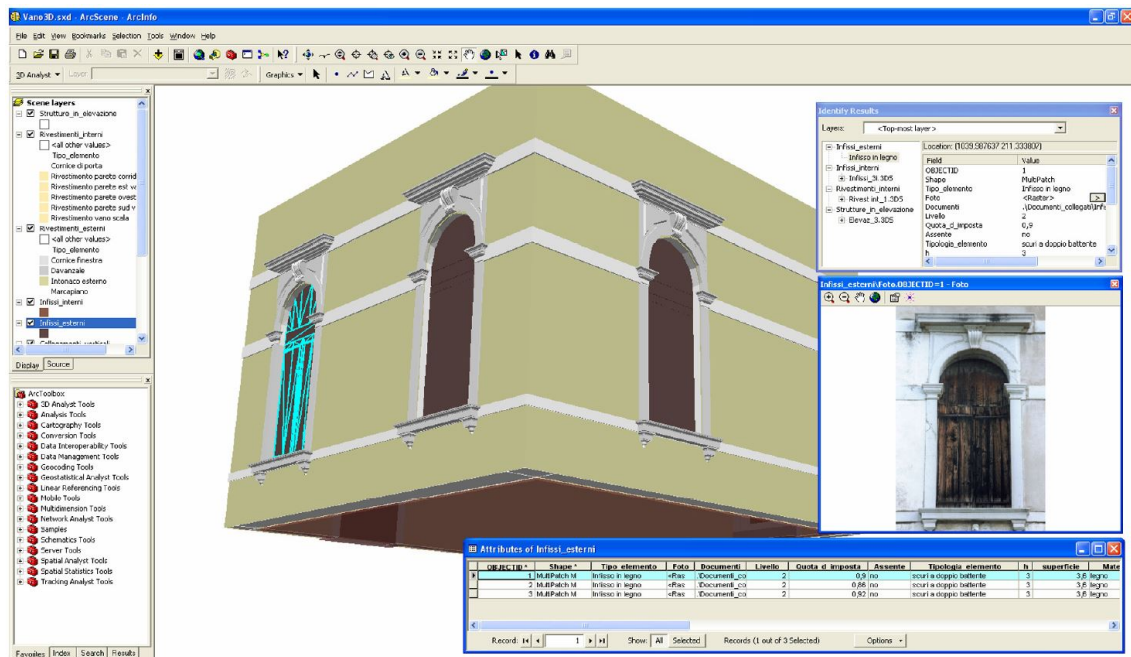 Vano3D.sxd - ArcScene - ArcInfo
File Edit View Bookmarks Selection Tools Window Help
3D Analyst Layer: Graphics
Scene layers
Strutture_in_elevazione
Rivestimenti_interni
<all other values>
Tipo_elemento
Cornice di porta
Rivestimento parete corrid
Rivestimento parete est va
Rivestimento parete ovest
Rivestimento parete sud v
Rivestimento vano scala
Rivestimenti_esterni
<all other values>
Tipo_elemento
Cornice finestra
Davanzale
Intonaco esterno
Marcapiano
Infissi_interni
Infissi_esterni
Collegamenti_verticali
Display Source
ArcToolbox
3D Analyst Tools
Analysis Tools
Cartography Tools
Conversion Tools
Data Interoperability Tools
Data Management Tools
Geocoding Tools
Geostatistical Analyst Tools
Linear Referencing Tools
Mobile Tools
Multidimension Tools
Network Analyst Tools
Samples
Schematics Tools
Server Tools
Spatial Analyst Tools
Spatial Statistics Tools
Tracking Analyst Tools
Favorites Index Search Results
Identify Results
Layers: <Top-most layer>
Infissi_esterni
Infisso in legno
Infissi_interni
Infissi_3I.3DS
Rivestimenti_interni
Rivest int_1.3DS
Strutture_in_elevazione
Elevaz_3.3DS
Location: (1039.987637 211.333807)
Field Value
OBJECTID 1
Shape MultiPatch
Tipo_elemento Infisso in legno
Foto <Raster>
Documenti .\Documenti_collegati\Infis
Livello 2
Quota_d_imposta 0,9
Assente no
Tipologia_elemento scuri a doppio battente
h 3
Infissi_esterni\Foto.OBJECTID=1 - Foto
Attributes of Infissi_esterni
OBJECTID * Shape * Tipo elemento Foto Documenti Livello Quota d imposta Assente Tipologia elemento h superficie Mate
1 MultiPatch M Infisso in legno <Ras .\Documenti_co 2 0,9 no scuri a doppio battente 3 3,6 legno
2 MultiPatch M Infisso in legno <Ras .\Documenti_co 2 0,86 no scuri a doppio battente 3 3,6 legno
3 MultiPatch M Infisso in legno <Ras .\Documenti_co 2 0,92 no scuri a doppio battente 3 3,6 legno
Record: 1 Show: All Selected Records (1 out of 3 Selected) Options